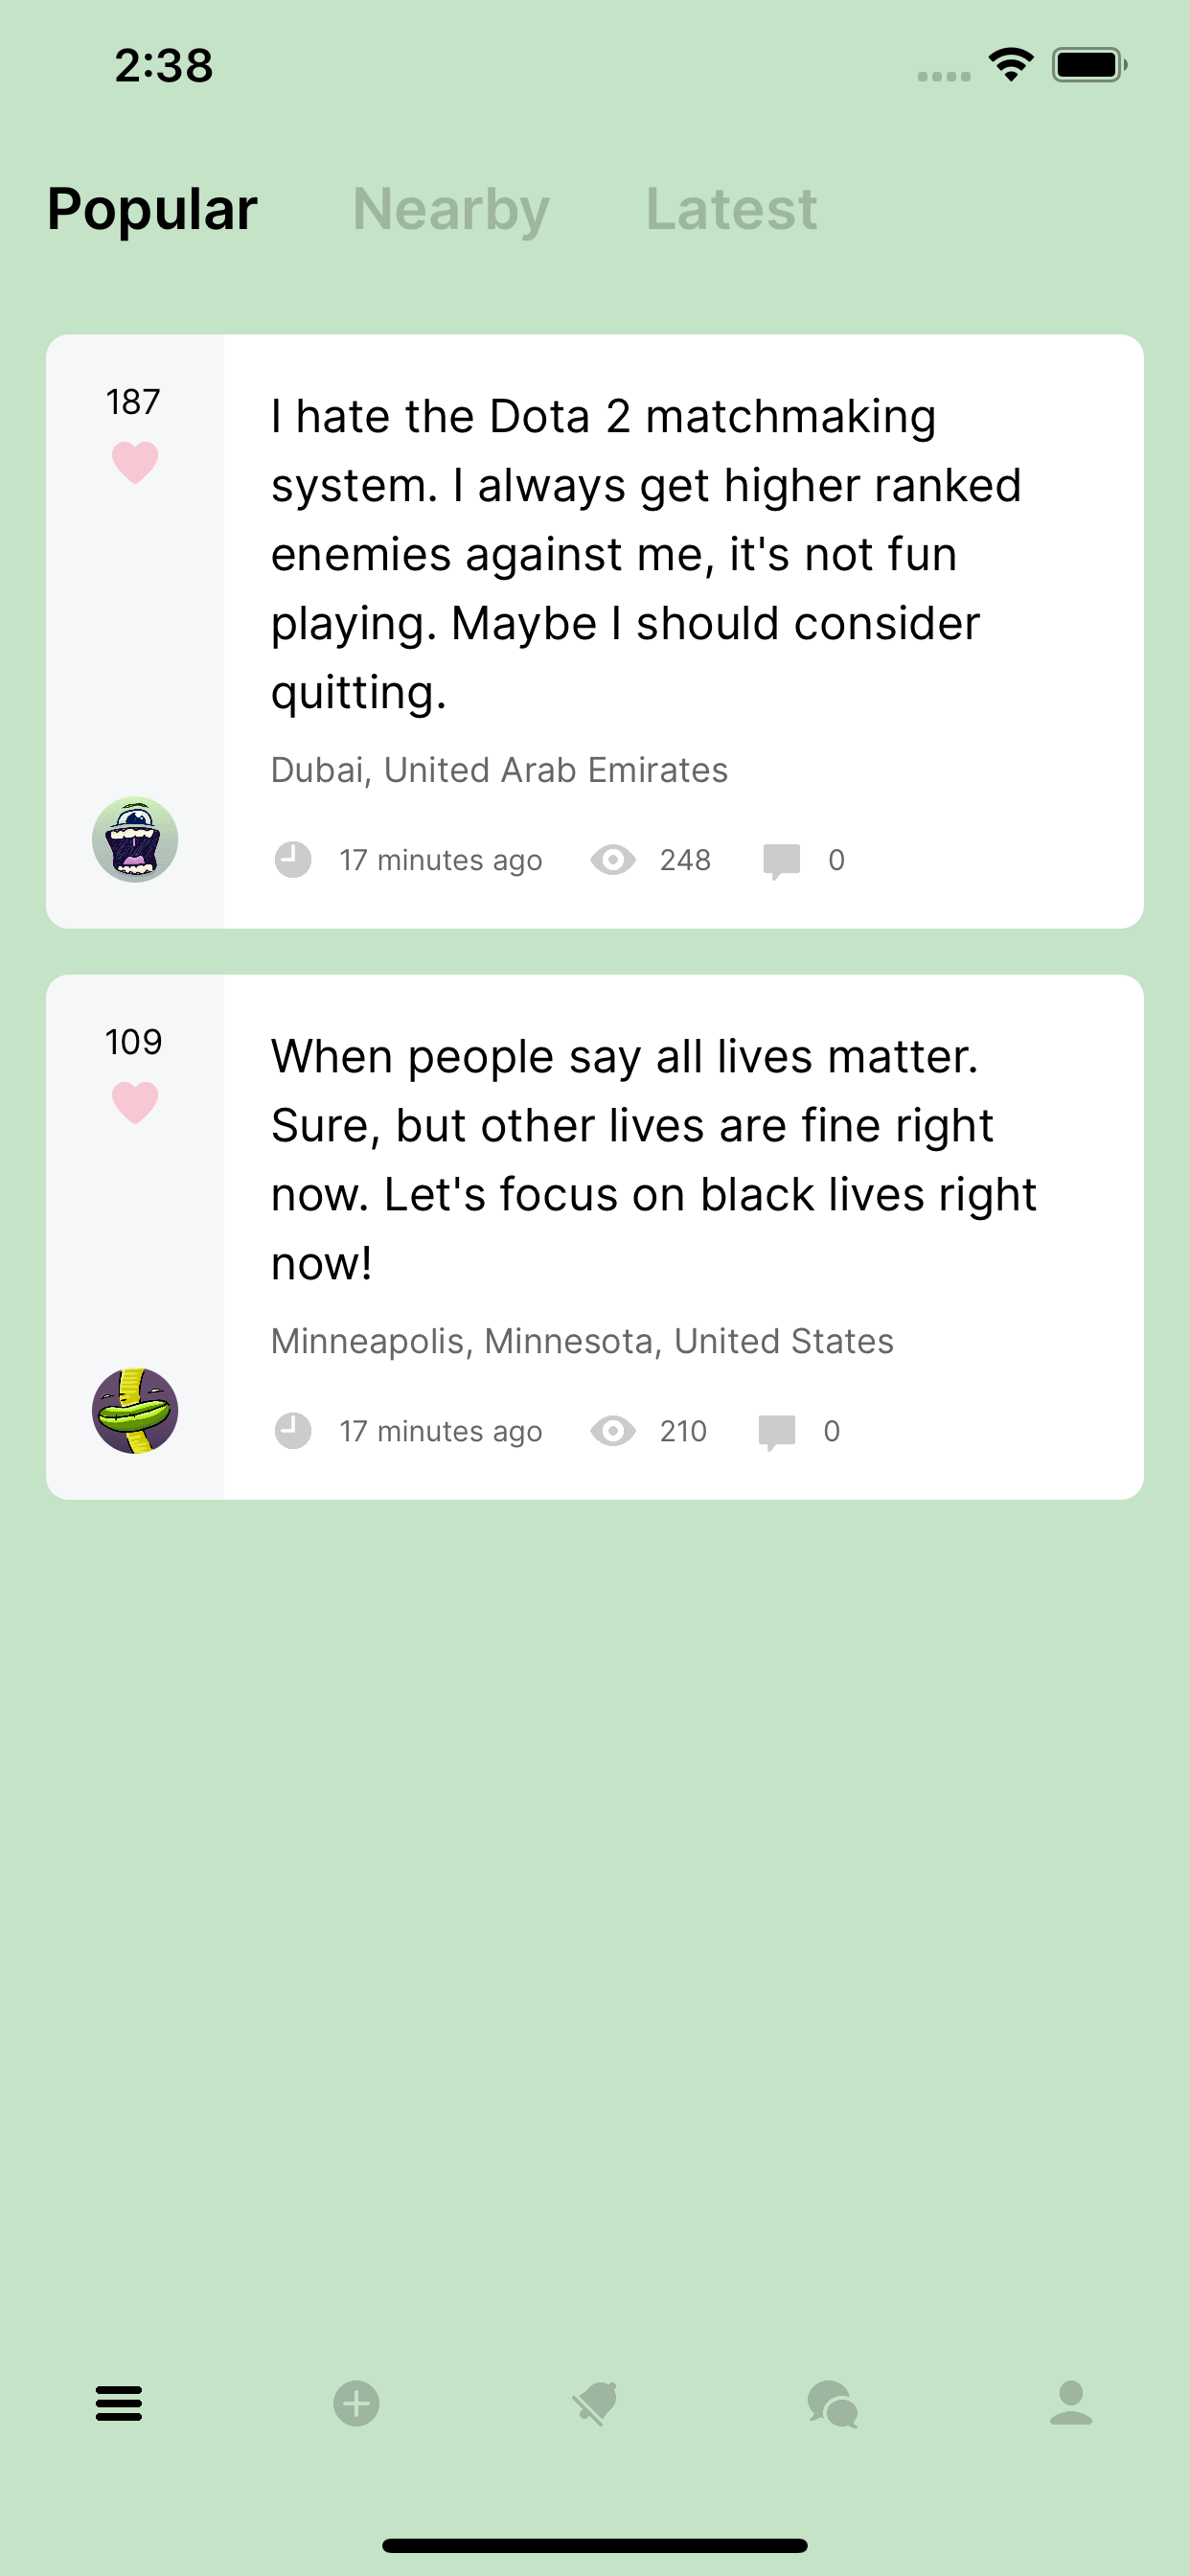 2:38
Popular Nearby Latest
187
I hate the Dota 2 matchmaking
system. I always get higher ranked
enemies against me, it's not fun
playing. Maybe I should consider
quitting.
Dubai, United Arab Emirates
17 minutes ago 248 0
109
When people say all lives matter.
Sure, but other lives are fine right
now. Let's focus on black lives right
now!
Minneapolis, Minnesota, United States
17 minutes ago 210 0